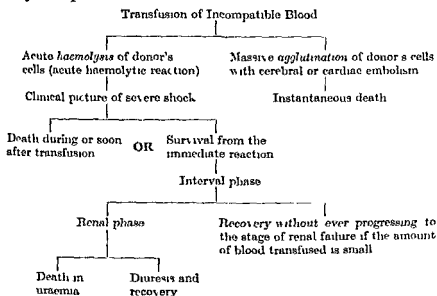 Transfusion of Incompatible Blood
Acute haemolysis of donor's
cells (acute haemolytic reaction)
Massive agglutination of donor s cells
with cerebral or cardiac embolism
Clinical picture of severe shock
Instantaneous death
Death during or soon
after transfusion
OR
Survival from the
immediate reaction
Interval phase
Renal phase
Recovery without ever progressing to
the stage of renal failure if the amount
of blood transfused is small
Death in
uraemia
Diuresis and
recovery